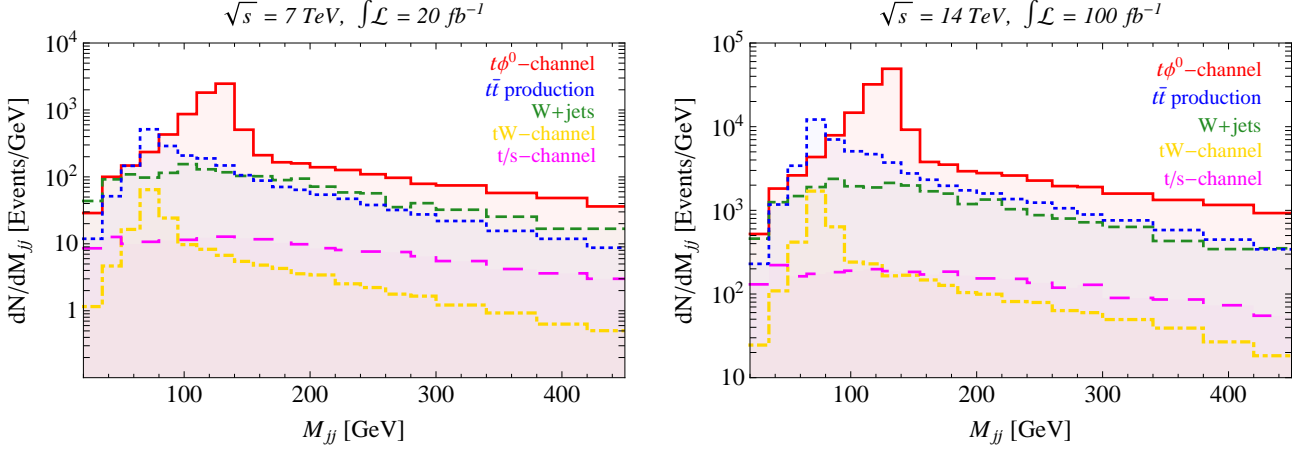 √s = 7 TeV, ∫ℒ = 20 fb⁻¹
dN/dM_jj [Events/GeV]
10⁴
10³
10²
10
1
tϕ⁰−channel
tt̄ production
W+jets
tW−channel
t/s−channel
100 200 300 400
M_jj [GeV]
√s = 14 TeV, ∫ℒ = 100 fb⁻¹
dN/dM_jj [Events/GeV]
10⁵
10⁴
10³
10²
10
tϕ⁰−channel
tt̄ production
W+jets
tW−channel
t/s−channel
100 200 300 400
M_jj [GeV]